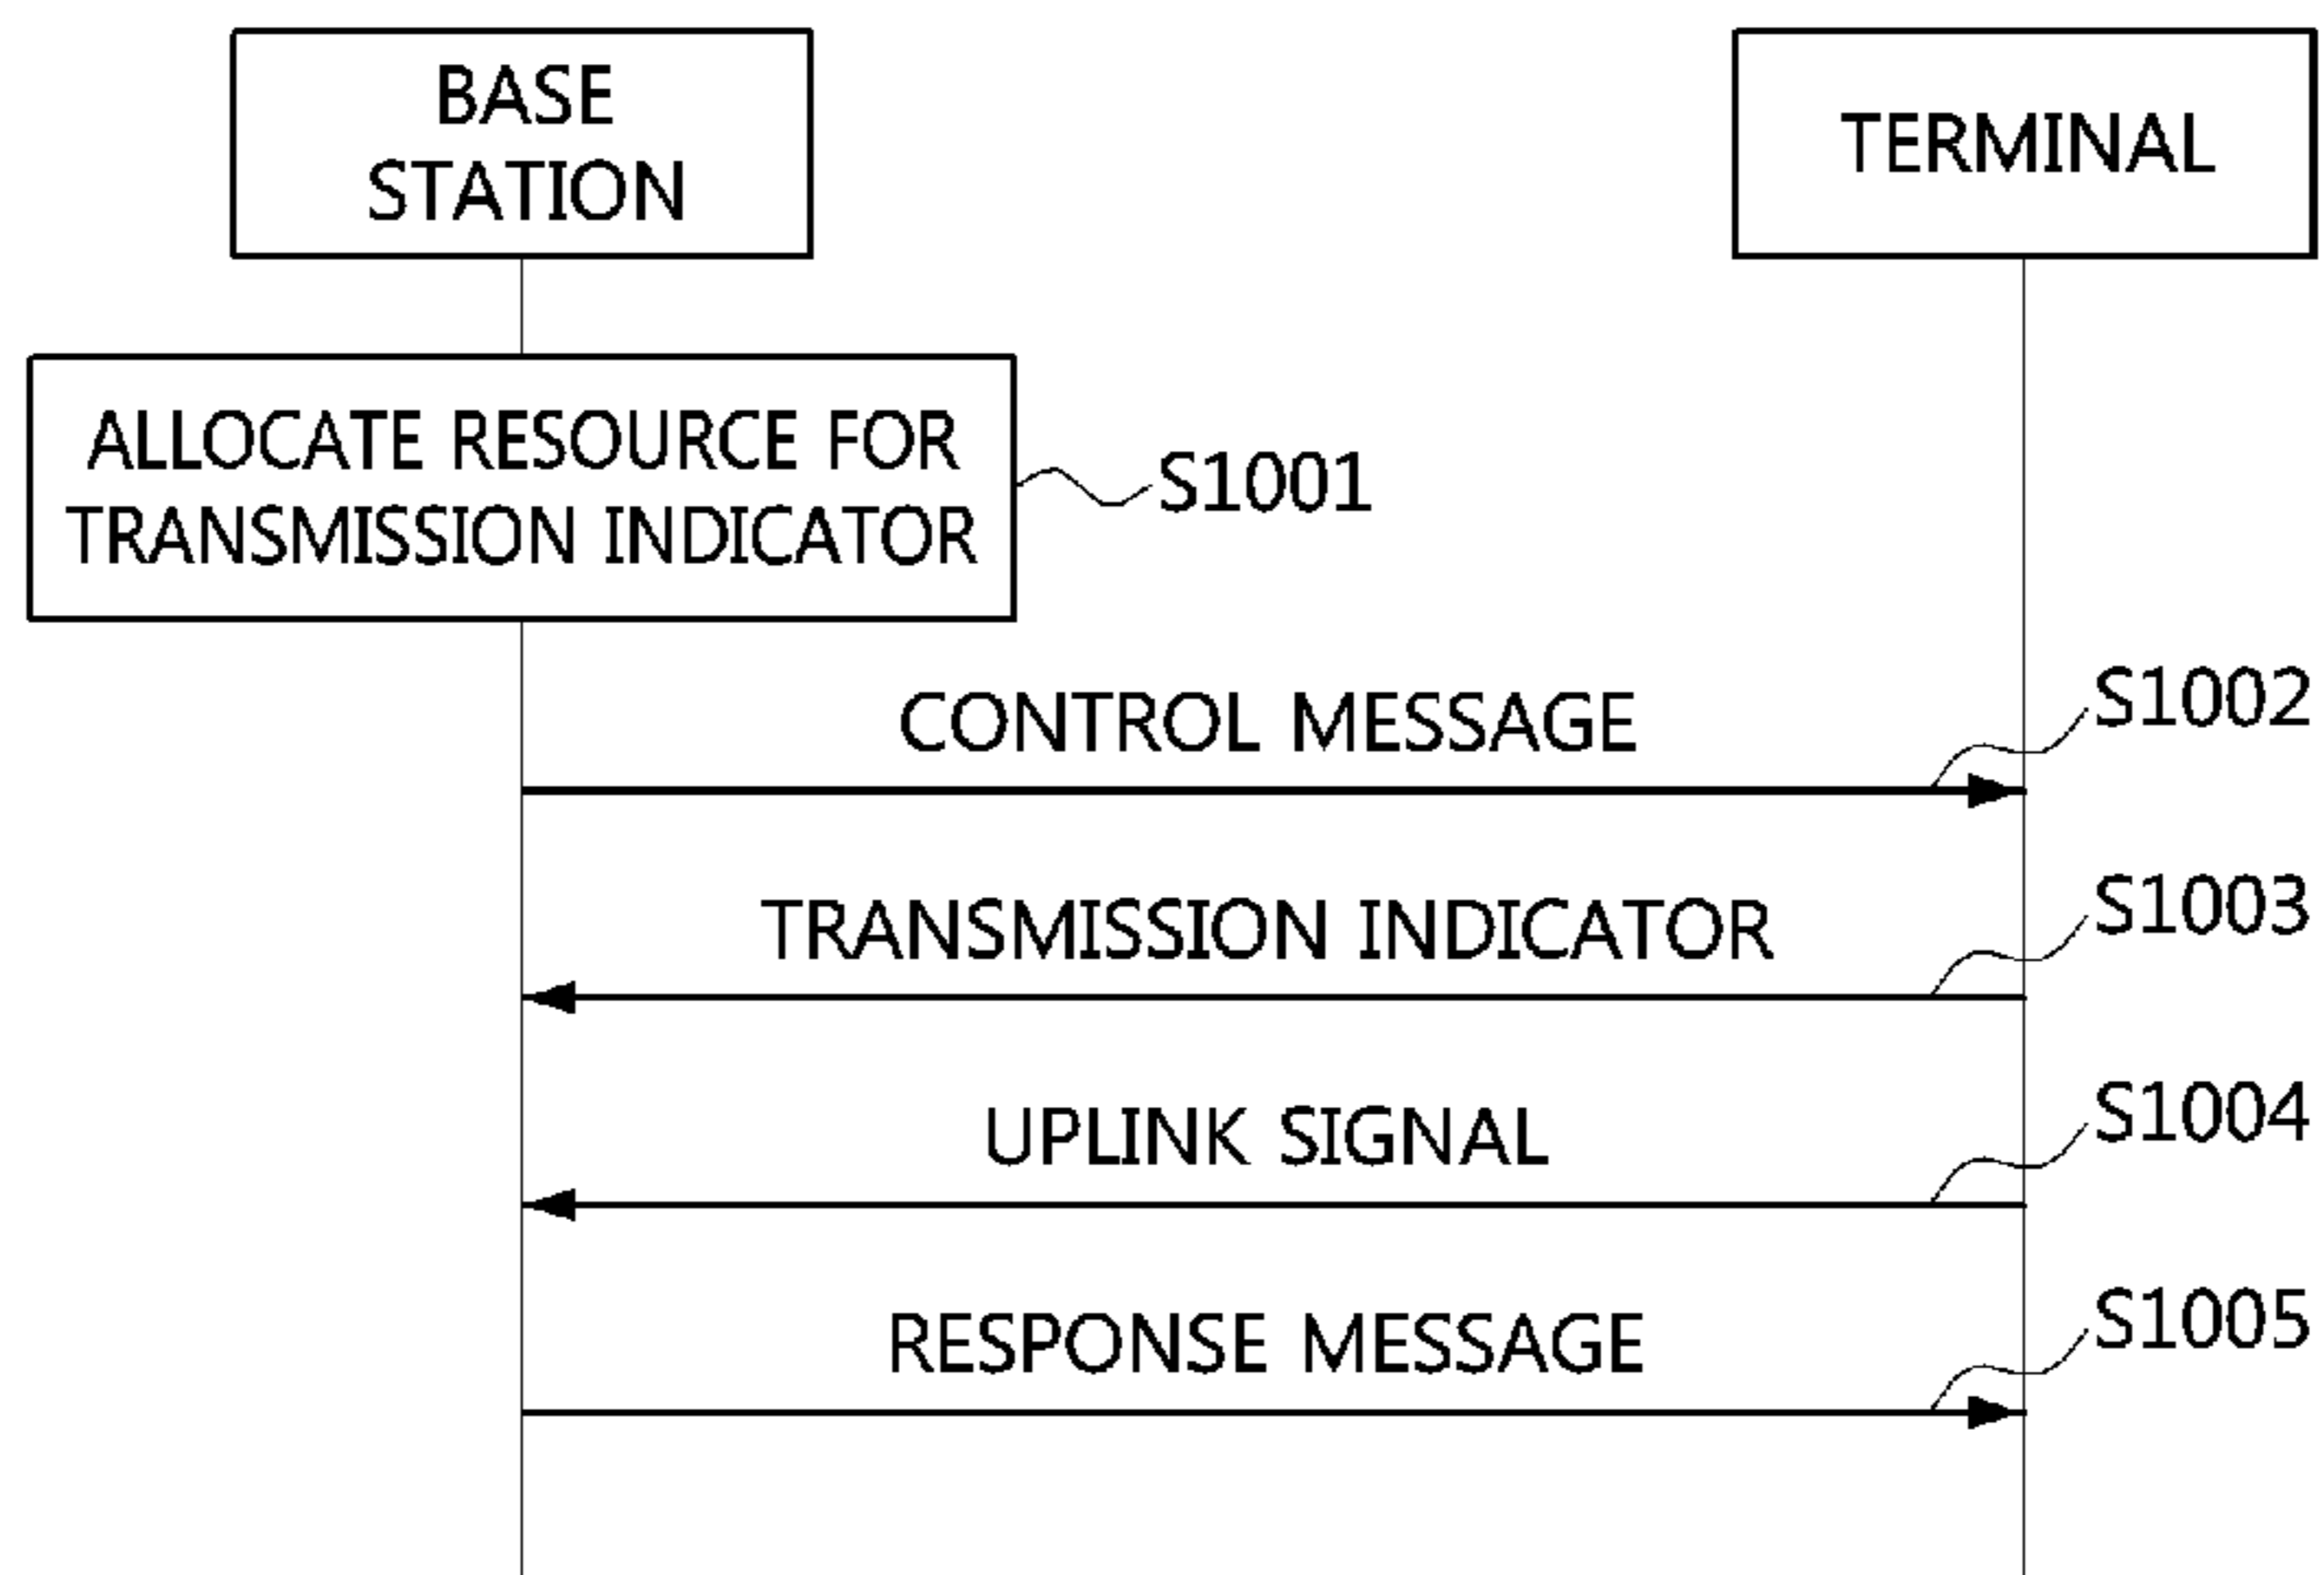 BASE
STATION
TERMINAL
ALLOCATE RESOURCE FOR
TRANSMISSION INDICATOR
S1001
CONTROL MESSAGE
S1002
TRANSMISSION INDICATOR
S1003
UPLINK SIGNAL
S1004
RESPONSE MESSAGE
S1005